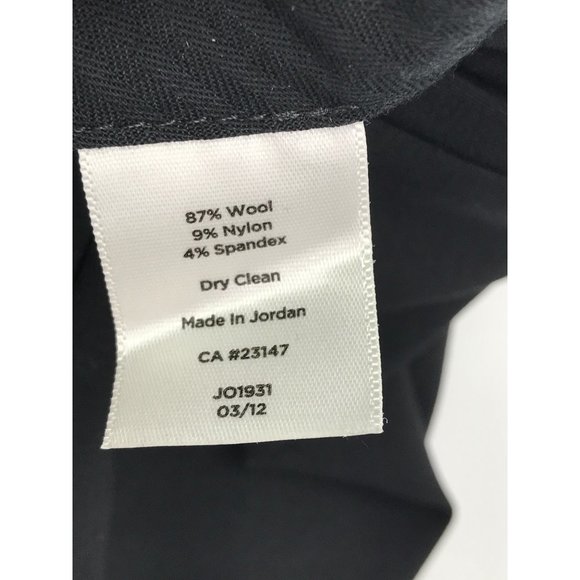 87% Wool
9% Nylon
4% Spandex
Dry Clean
Made In Jordan
CA #23147
JO1931
03/12